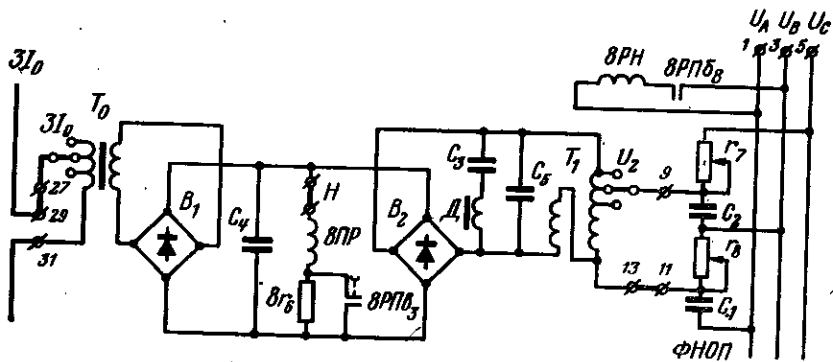 U_A U_B U_C
1 3 5
8РН 8РПб_8
3I_0
T_0
3I_0
27
29
31
B_1
C_4
Н
8ПР
8r_6
8РПв_3
B_2
C_3
Д
C_5
T_1
U_2
9
r_7
C_2
r_8
13 11
C_1
ФНОП